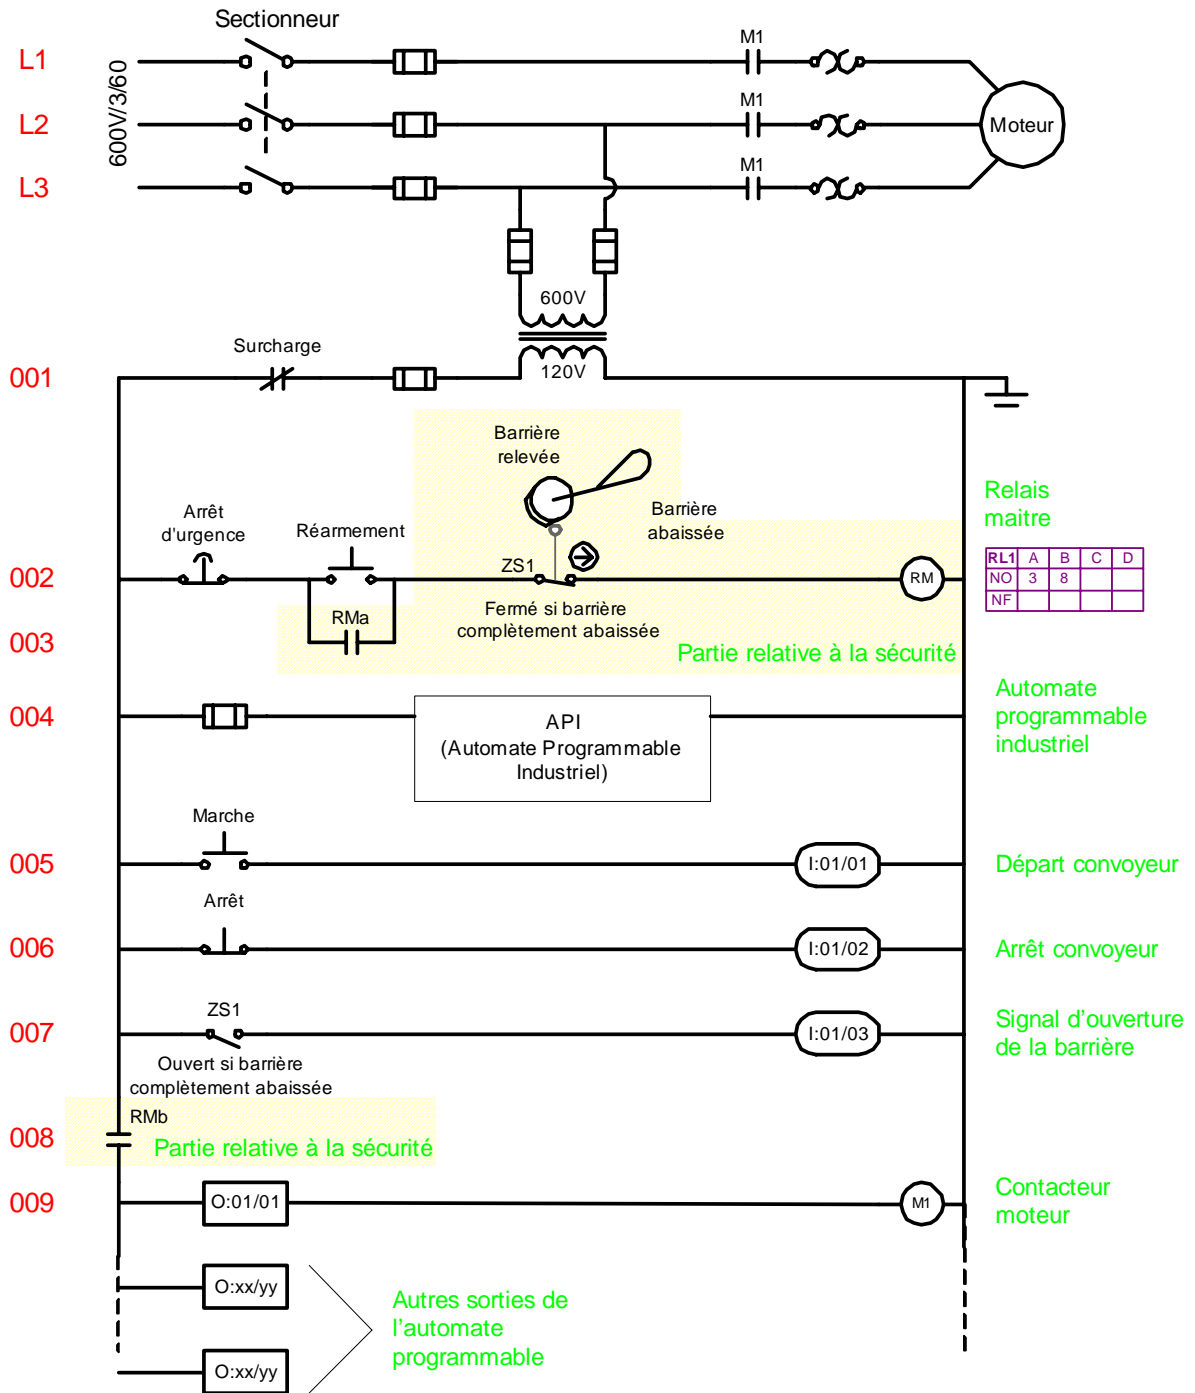 Sectionneur
L1
L2
L3
600V/3/60
M1
M1
M1
Moteur
600V
120V
001
Surcharge
Barrière
relevée
Barrière
abaissée
Relais
maitre
RL1 A B C D
NO 3 8
NF
002
Arrêt
d'urgence
Réarmement
ZS1
RM
Fermé si barrière
complètement abaissée
003
RMa
Partie relative à la sécurité
004
API
(Automate Programmable
Industriel)
Automate
programmable
industriel
005
Marche
I:01/01
Départ convoyeur
006
Arrêt
I:01/02
Arrêt convoyeur
007
ZS1
I:01/03
Signal d’ouverture
de la barrière
Ouvert si barrière
complètement abaissée
008
RMb
Partie relative à la sécurité
009
O:01/01
M1
Contacteur
moteur
O:xx/yy
O:xx/yy
Autres sorties de
l’automate
programmable